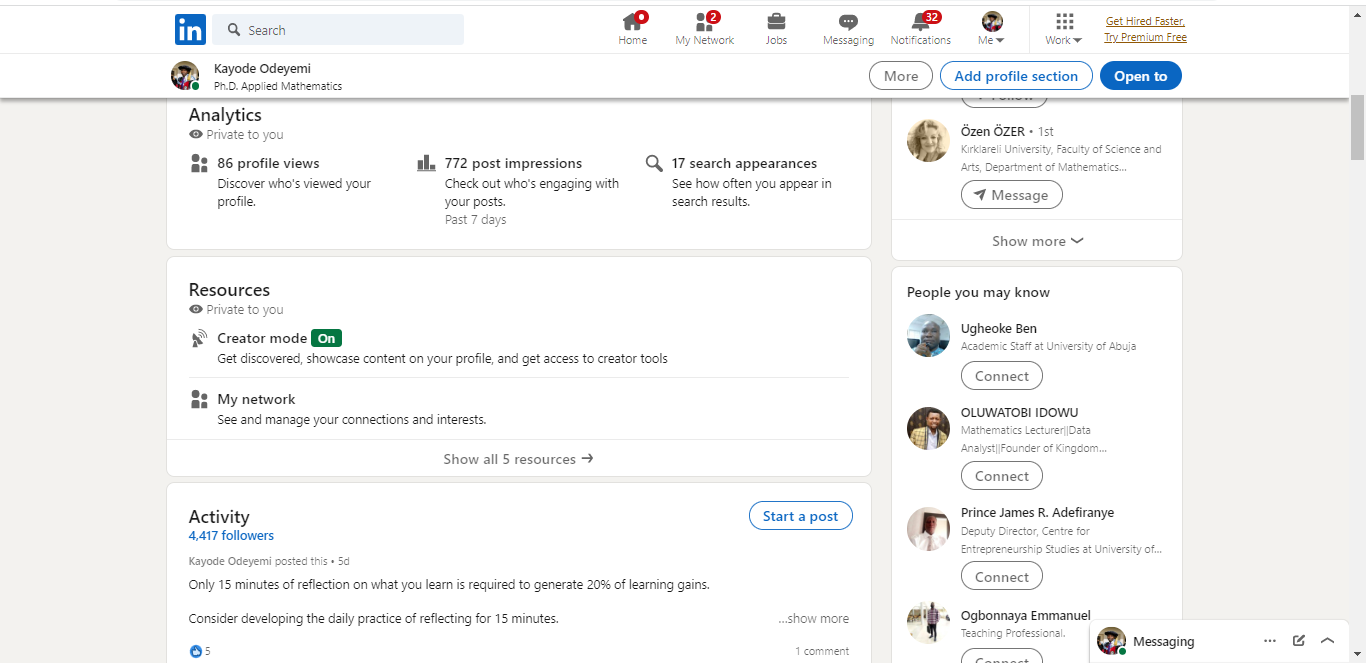 in
Search
2
32
Home
My Network
Jobs
Messaging
Notifications
Me
Work
Get Hired Faster,
Try Premium Free
Kayode Odeyemi
Ph.D. Applied Mathematics
More
Add profile section
Open to
Analytics
Private to you
86 profile views
Discover who's viewed your
profile.
772 post impressions
Check out who's engaging with
your posts.
Past 7 days
17 search appearances
See how often you appear in
search results.
Resources
Private to you
Creator mode On
Get discovered, showcase content on your profile, and get access to creator tools
My network
See and manage your connections and interests.
Show all 5 resources →
Activity
4,417 followers
Start a post
Kayode Odeyemi posted this • 5d
Only 15 minutes of reflection on what you learn is required to generate 20% of learning gains.
Consider developing the daily practice of reflecting for 15 minutes.
...show more
5
1 comment
Özen ÖZER • 1st
Kırklareli University, Faculty of Science and
Arts, Department of Mathematics...
Message
Show more
People you may know
Ugheoke Ben
Academic Staff at University of Abuja
Connect
OLUWATOBI IDOWU
Mathematics Lecturer||Data
Analyst||Founder of Kingdom...
Connect
Prince James R. Adefiranye
Deputy Director, Centre for
Entrepreneurship Studies at University of...
Connect
Ogbonnaya Emmanuel
Teaching Professional,
Connect
Messaging